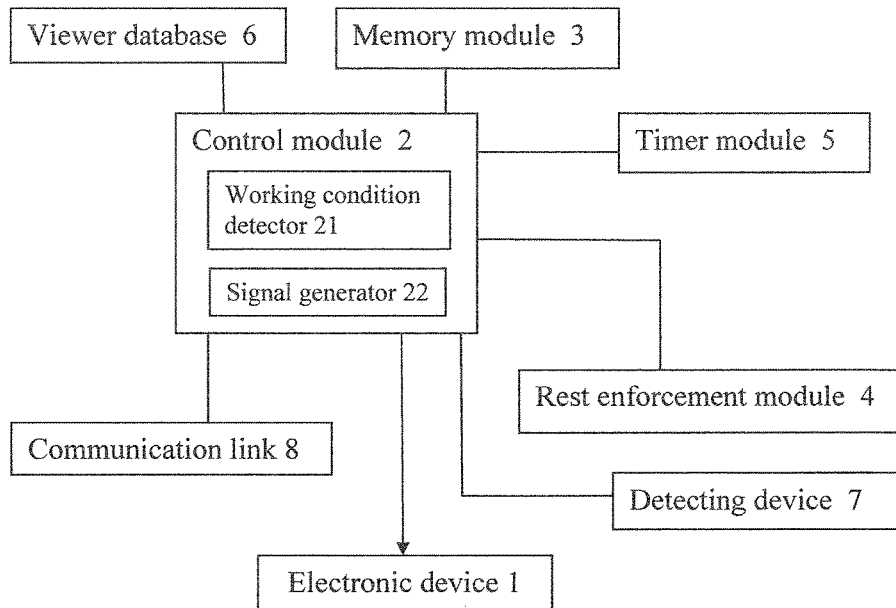 Viewer database 6
Memory module 3
Control module 2
Timer module 5
Working condition
detector 21
Signal generator 22
Rest enforcement module 4
Communication link 8
Detecting device 7
Electronic device 1